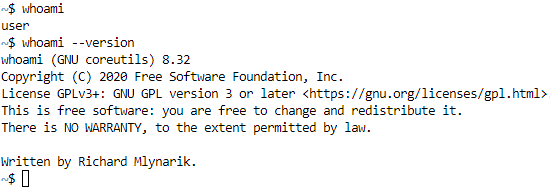 ~$ whoami
user
~$ whoami --version
whoami (GNU coreutils) 8.32
Copyright (C) 2020 Free Software Foundation, Inc.
License GPLv3+: GNU GPL version 3 or later <https://gnu.org/licenses/gpl.html>
This is free software: you are free to change and redistribute it.
There is NO WARRANTY, to the extent permitted by law.

Written by Richard Mlynarik.
~$